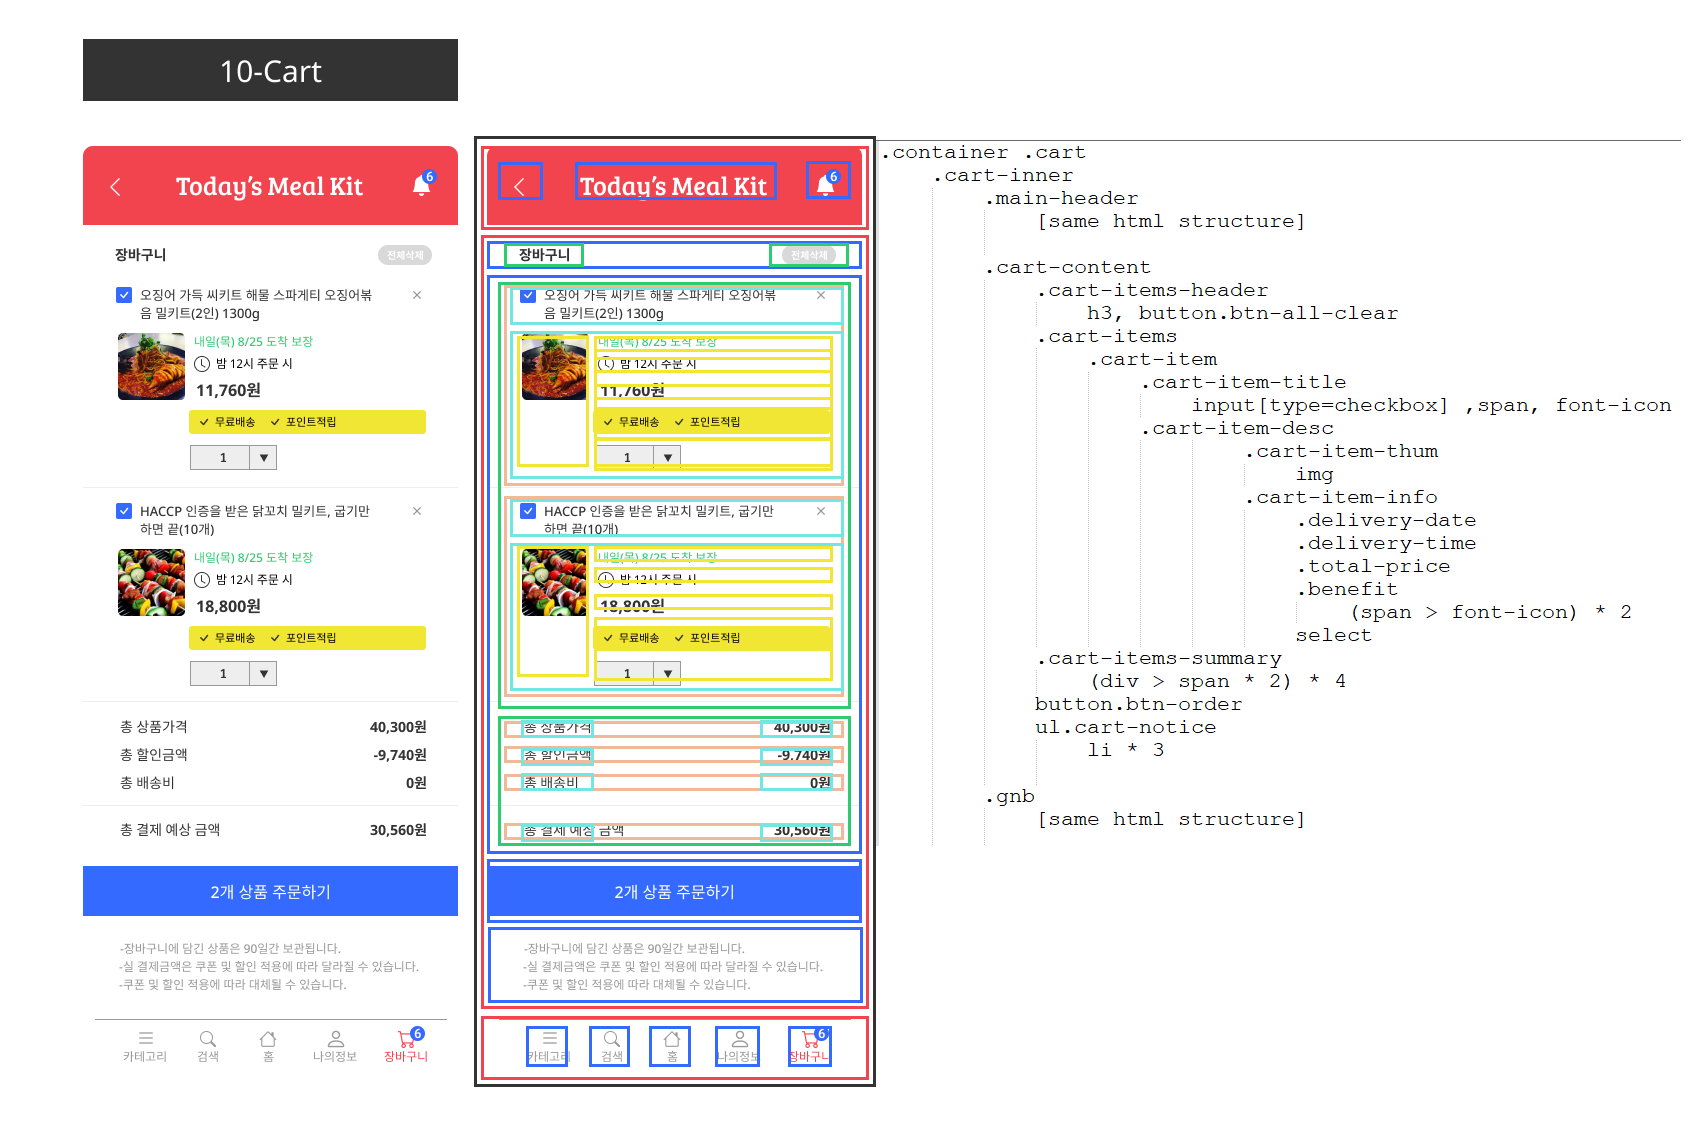 10-Cart
Today's Meal Kit
6
장바구니
전체삭제
오징어 가득 씨키트 해물 스파게티 오징어볶
음 밀키트(2인) 1300g
내일(목) 8/25 도착 보장
밤 12시 주문 시
11,760원
무료배송 포인트적립
1
HACCP 인증을 받은 닭꼬치 밀키트, 굽기만
하면 끝(10개)
내일(목) 8/25 도착 보장
밤 12시 주문 시
18,800원
무료배송 포인트적립
1
총 상품가격 40,300원
총 할인금액 -9,740원
총 배송비 0원
총 결제 예상 금액 30,560원
2개 상품 주문하기
-장바구니에 담긴 상품은 90일간 보관됩니다.
-실 결제금액은 쿠폰 및 할인 적용에 따라 달라질 수 있습니다.
-쿠폰 및 할인 적용에 따라 대체될 수 있습니다.
6
카테고리 검색 홈 나의정보 장바구니
Today's Meal Kit
6
장바구니
전체삭제
오징어 가득 씨키트 해물 스파게티 오징어볶
음 밀키트(2인) 1300g
내일(목) 8/25 도착 보장
밤 12시 주문 시
11,760원
무료배송 포인트적립
1
HACCP 인증을 받은 닭꼬치 밀키트, 굽기만
하면 끝(10개)
내일(목) 8/25 도착 보장
밤 12시 주문 시
18,800원
무료배송 포인트적립
1
총 상품가격 40,300원
총 할인금액 -9,740원
총 배송비 0원
총 결제 예상 금액 30,560원
2개 상품 주문하기
-장바구니에 담긴 상품은 90일간 보관됩니다.
-실 결제금액은 쿠폰 및 할인 적용에 따라 달라질 수 있습니다.
-쿠폰 및 할인 적용에 따라 대체될 수 있습니다.
6
카테고리 검색 홈 나의정보 장바구니
.container .cart
.cart-inner
.main-header
[same html structure]
.cart-content
.cart-items-header
h3, button.btn-all-clear
.cart-items
.cart-item
.cart-item-title
input[type=checkbox] ,span, font-icon
.cart-item-desc
.cart-item-thum
img
.cart-item-info
.delivery-date
.delivery-time
.total-price
.benefit
(span > font-icon) * 2
select
.cart-items-summary
(div > span * 2) * 4
button.btn-order
ul.cart-notice
li * 3
.gnb
[same html structure]